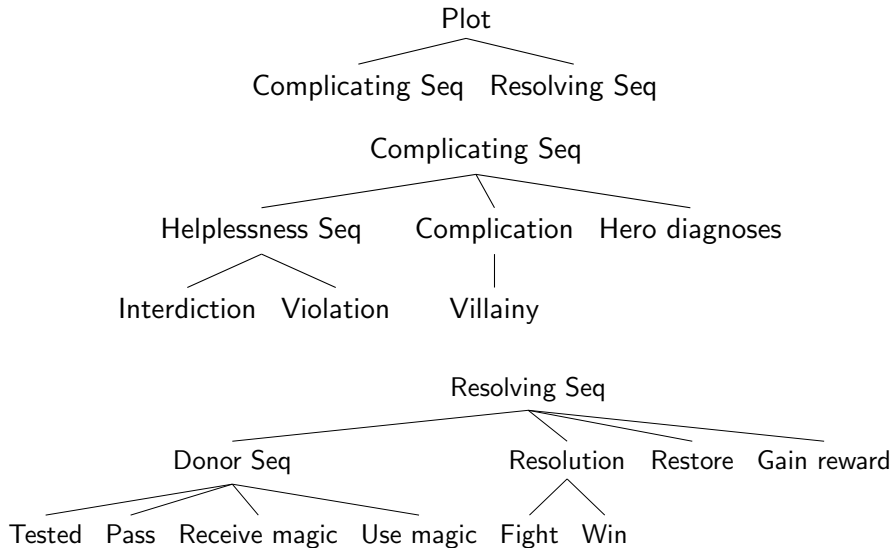 Plot
Complicating Seq Resolving Seq
Complicating Seq
Helplessness Seq Complication Hero diagnoses
Interdiction Violation Villainy
Resolving Seq
Donor Seq Resolution Restore Gain reward
Tested Pass Receive magic Use magic Fight Win